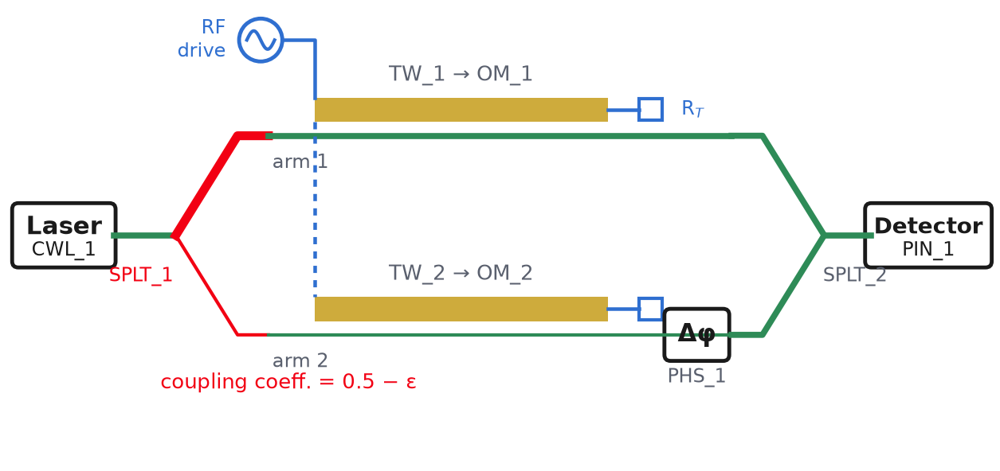 RF
drive
TW_1 → OM_1
R_T
arm 1
Laser
CWL_1
SPLT_1
Detector
PIN_1
SPLT_2
TW_2 → OM_2
Δφ
arm 2
PHS_1
coupling coeff. = 0.5 − ε